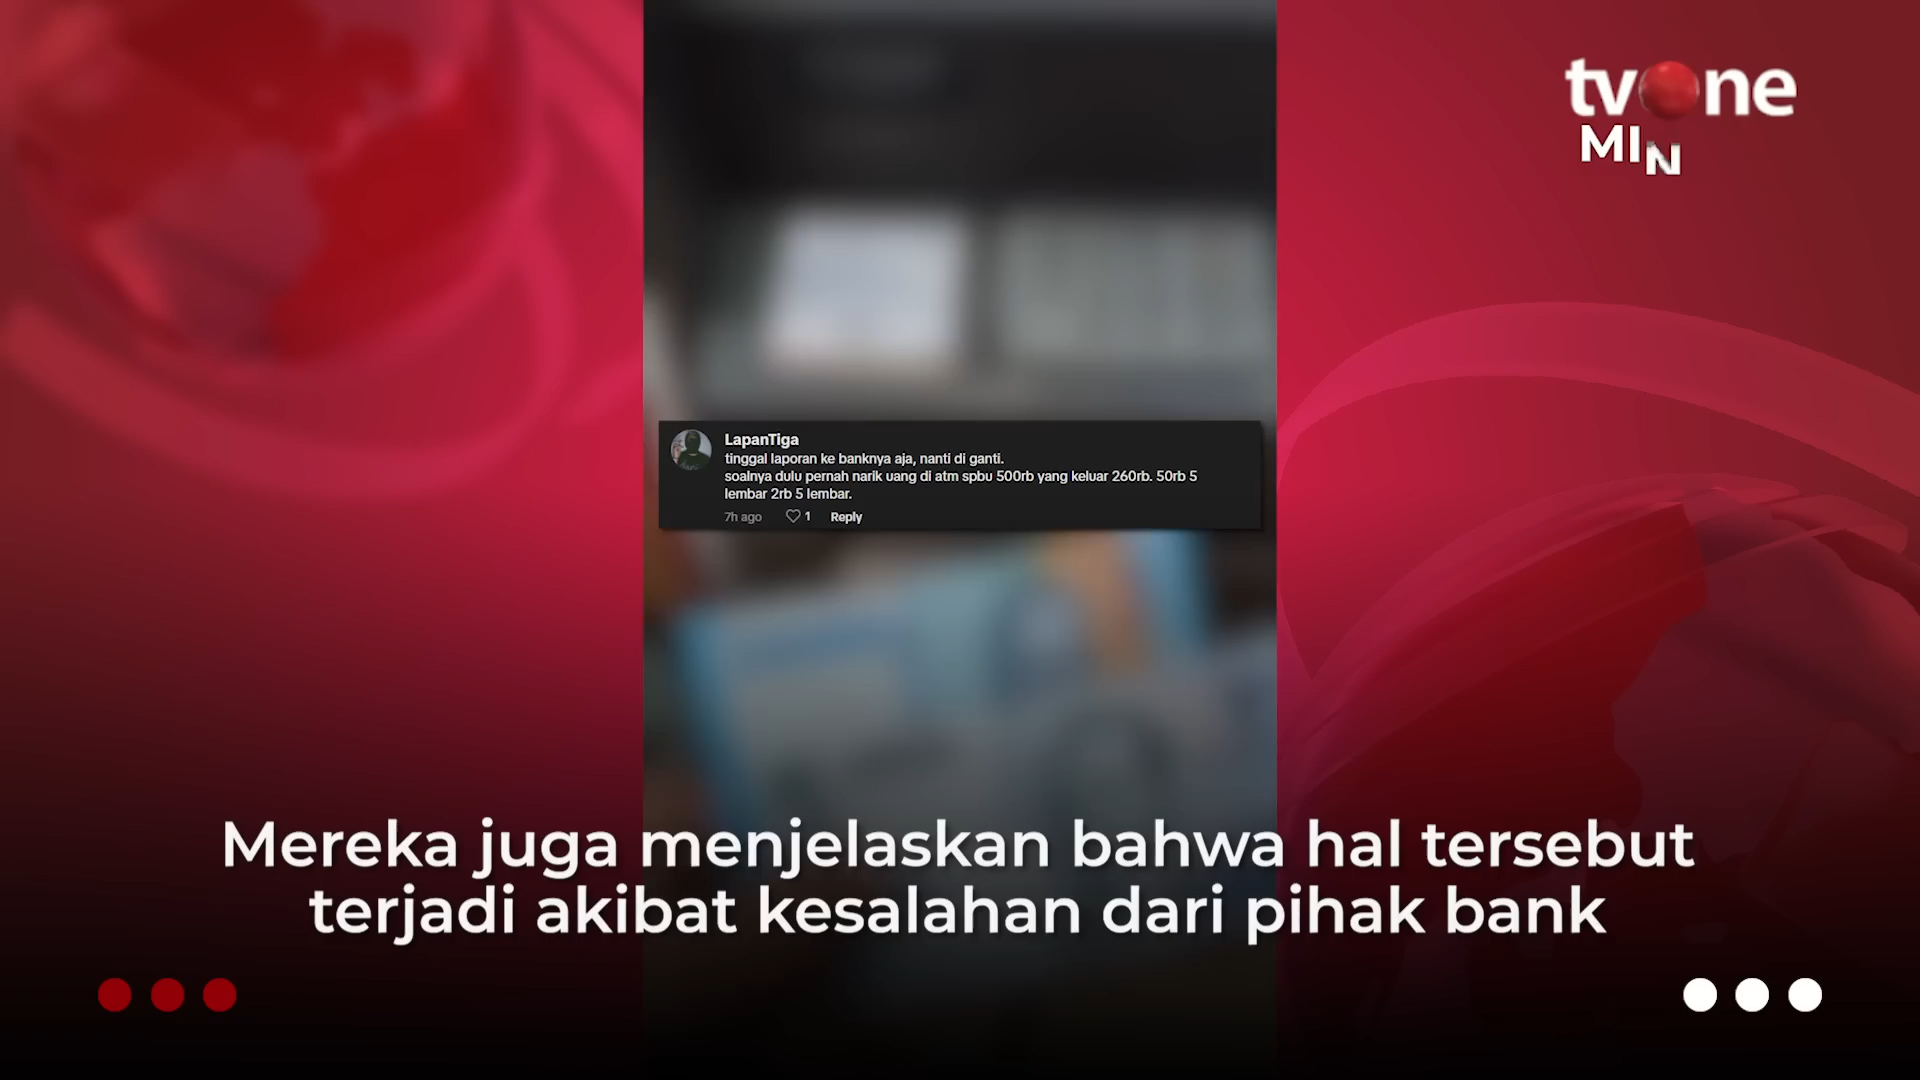 tvone
MIN
LapanTiga
tinggal laporan ke banknya aja, nanti di ganti.
soalnya dulu pernah narik uang di atm spbu 500rb yang keluar 260rb. 50rb 5
lembar 2rb 5 lembar.
7h ago 1 Reply
Mereka juga menjelaskan bahwa hal tersebut
terjadi akibat kesalahan dari pihak bank